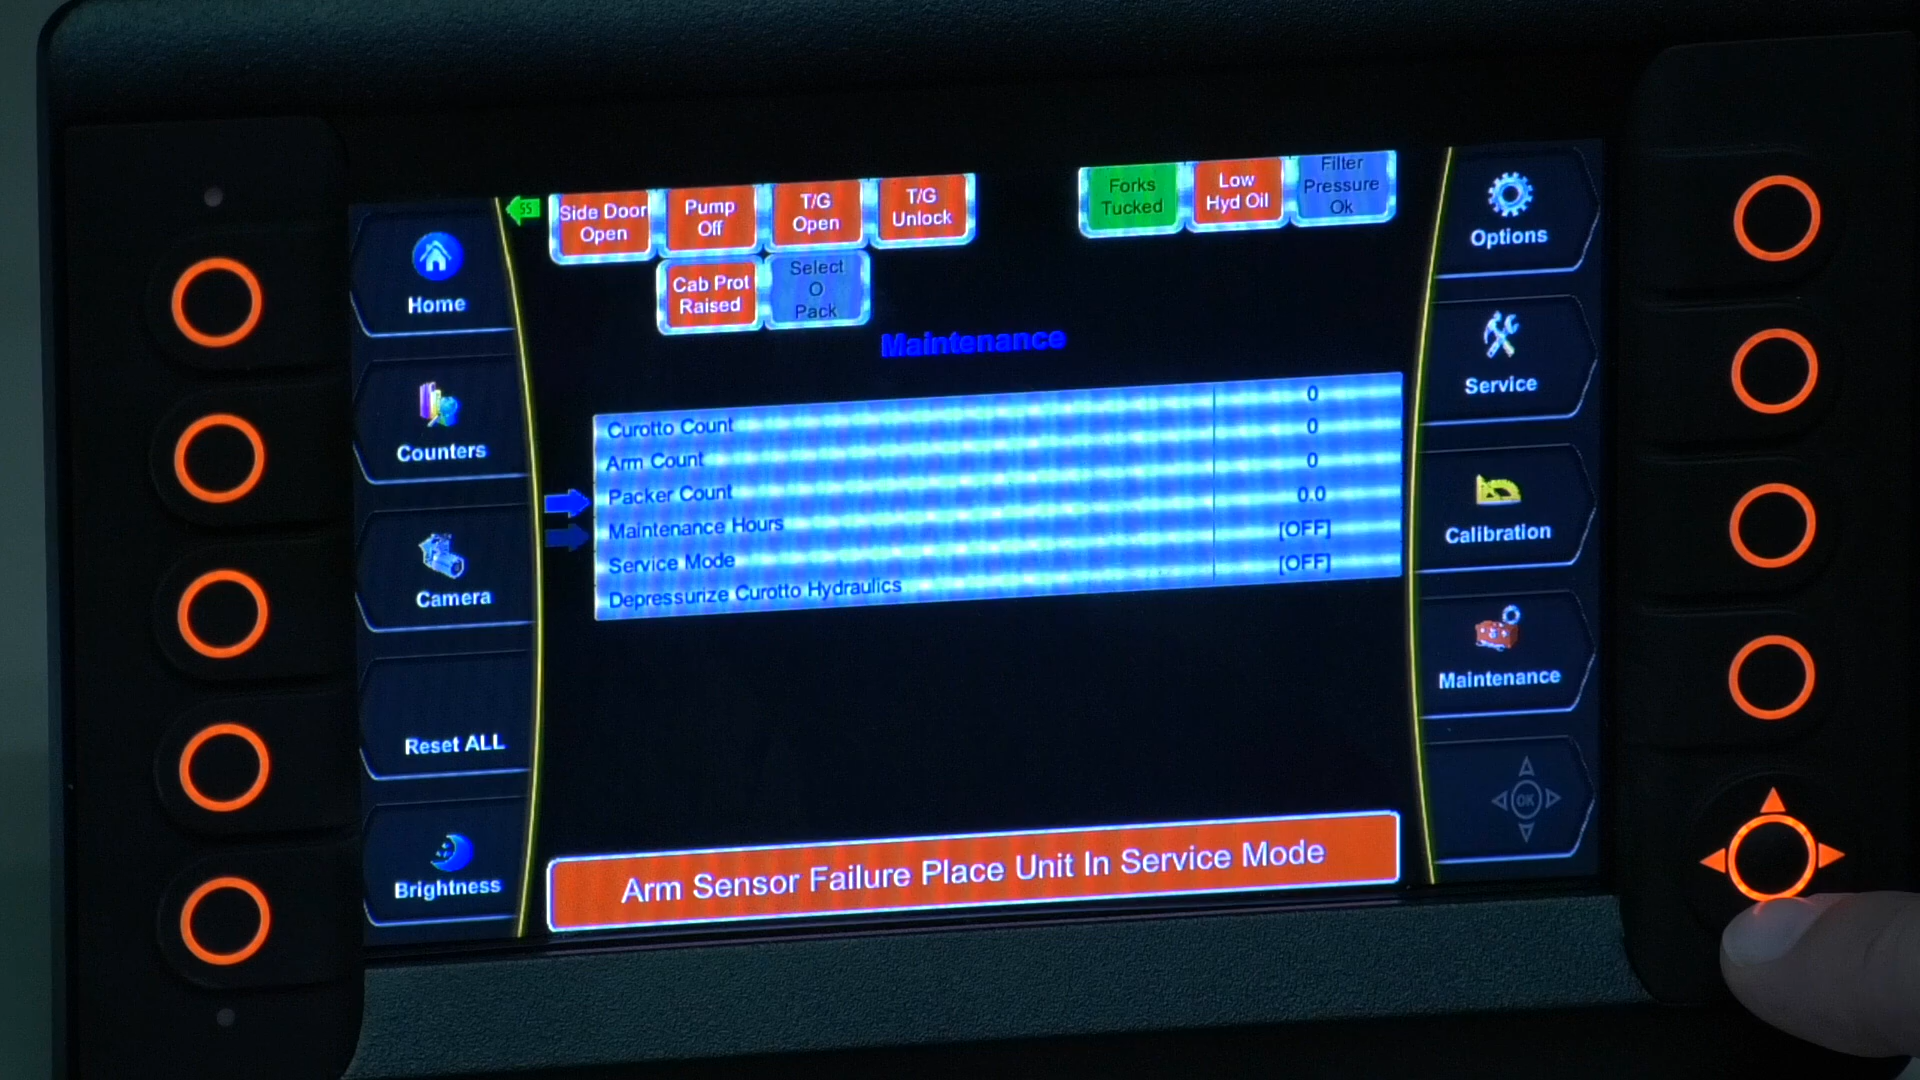 55
Side Door
Open
Pump
Off
T/G
Open
T/G
Unlock
Forks
Tucked
Low
Hyd Oil
Filter
Pressure
Ok
Cab Prot
Raised
Select
O
Pack
Home
Counters
Camera
Reset ALL
Brightness
Maintenance
Curotto Count 0
Arm Count 0
Packer Count 0
Maintenance Hours 0.0
Service Mode [OFF]
Depressurize Curotto Hydraulics [OFF]
Arm Sensor Failure Place Unit In Service Mode
Options
Service
Calibration
Maintenance
OK